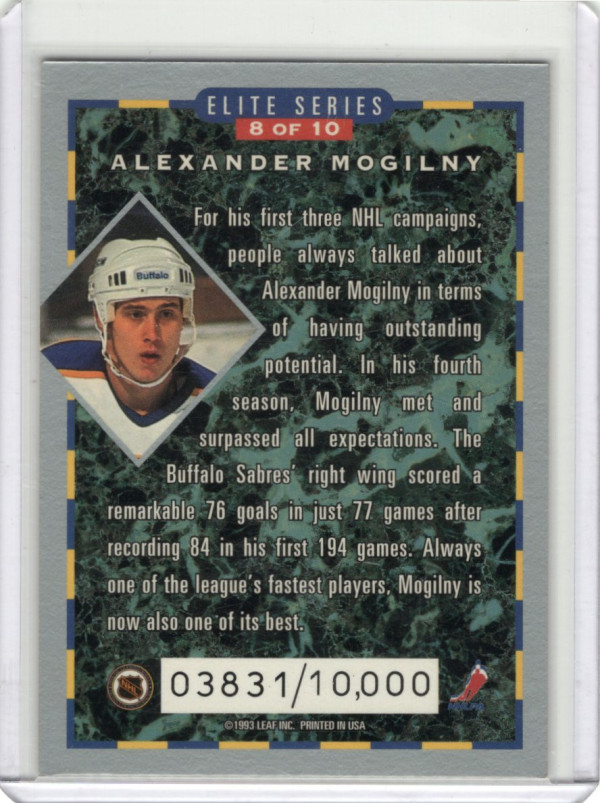 ELITE SERIES
8 OF 10
ALEXANDER MOGILNY
For his first three NHL campaigns,
people always talked about
Buffalo
Alexander Mogilny in terms
of having outstanding
potential. In his fourth
season, Mogilny met and
surpassed all expectations. The
Buffalo Sabres' right wing scored a
remarkable 76 goals in just 77 games after
recording 84 in his first 194 games. Always
one of the league's fastest players, Mogilny is
now also one of its best.
NHL
03831/10,000
NHLPA
©1993 LEAF, INC. PRINTED IN USA